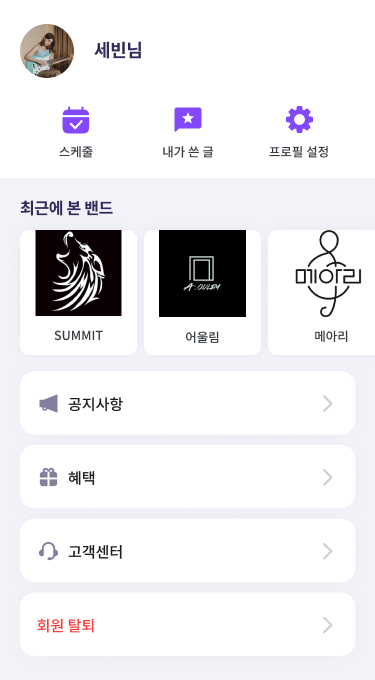 세빈님
스케줄
내가 쓴 글
프로필 설정
최근에 본 밴드
A:OULIM
메아리
SUMMIT
어울림
메아리
공지사항
혜택
고객센터
회원 탈퇴